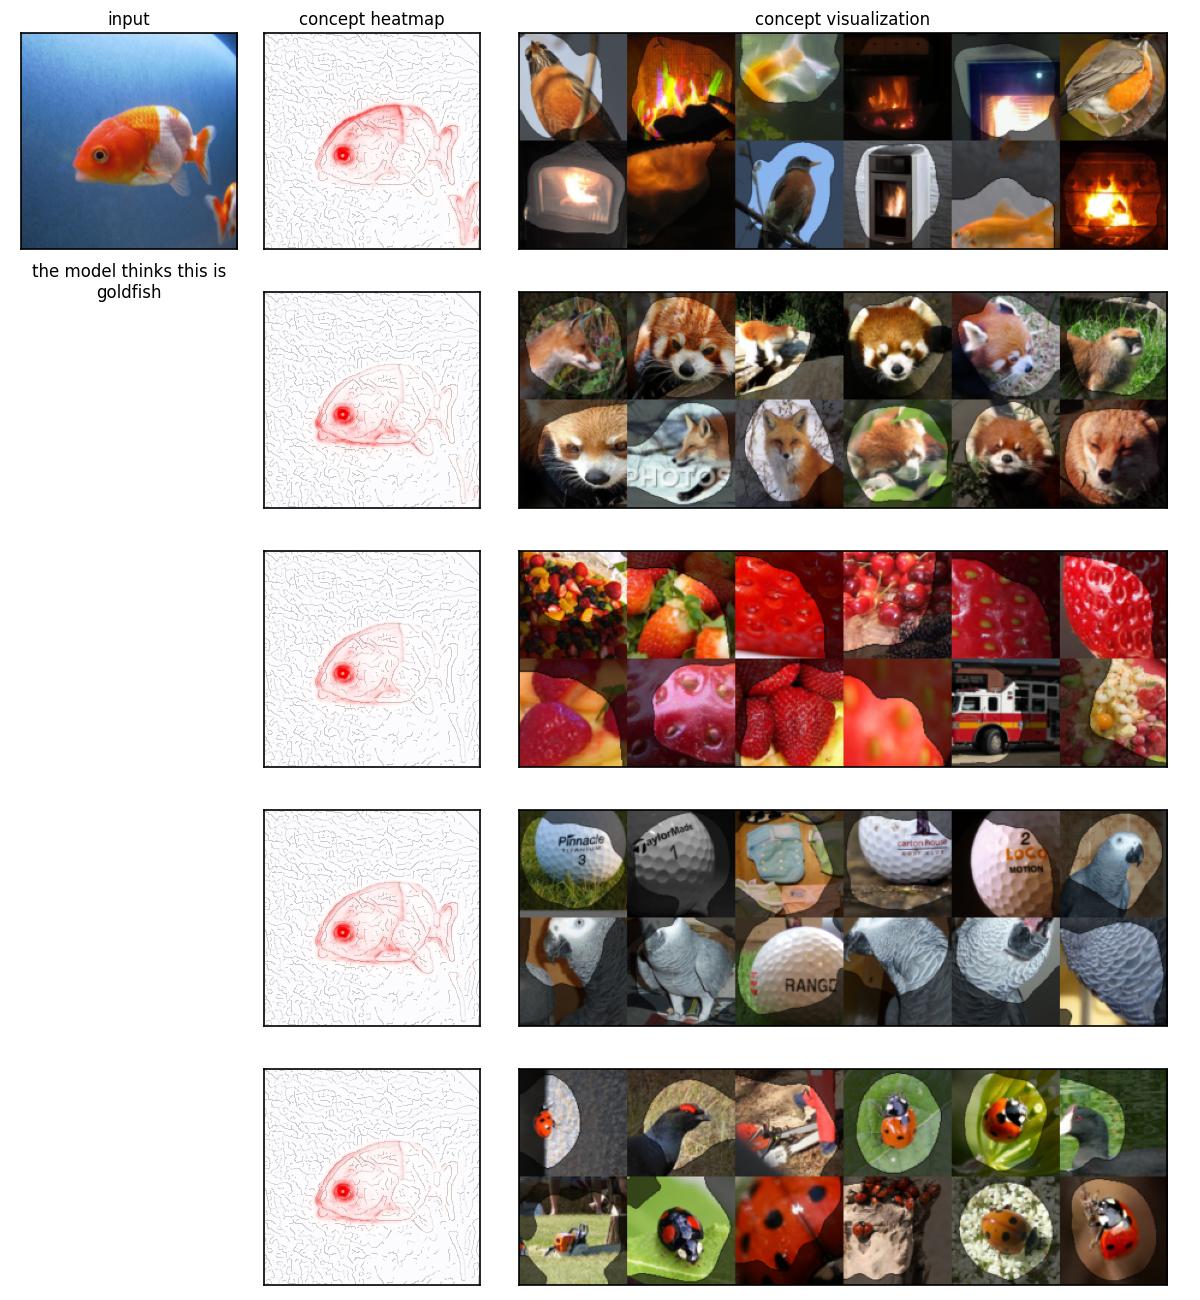 input
concept heatmap
concept visualization
the model thinks this is
goldfish
PHOTOS
Pinnacle
TITANIUM
3
TaylorMade
1
carton house
GOLF CLUB
2
LOCO
MOTION
RANGE